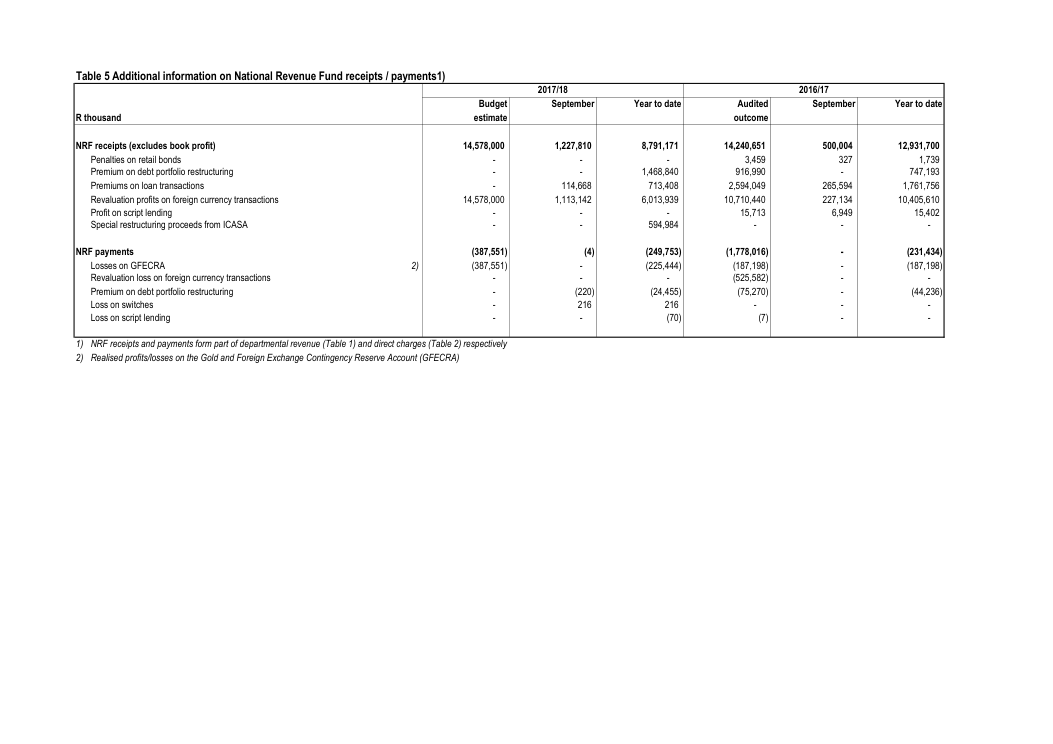 Table 5 Additional information on National Revenue Fund receipts / payments1)
2017/18 2016/17
Budget September Year to date Audited September Year to date
R thousand estimate outcome
NRF receipts (excludes book profit) 14,578,000 1,227,810 8,791,171 14,240,651 500,004 12,931,700
Penalties on retail bonds - - - 3,459 327 1,739
Premium on debt portfolio restructuring - - 1,468,840 916,990 - 747,193
Premiums on loan transactions - 114,668 713,408 2,594,049 265,594 1,761,756
Revaluation profits on foreign currency transactions 14,578,000 1,113,142 6,013,939 10,710,440 227,134 10,405,610
Profit on script lending - - - 15,713 6,949 15,402
Special restructuring proceeds from ICASA - - 594,984 - - -
NRF payments (387,551) (4) (249,753) (1,778,016) - (231,434)
Losses on GFECRA 2) (387,551) - (225,444) (187,198) - (187,198)
Revaluation loss on foreign currency transactions - - - (525,582) - -
Premium on debt portfolio restructuring - (220) (24,455) (75,270) - (44,236)
Loss on switches - 216 216 - - -
Loss on script lending - - (70) (7) - -
1) NRF receipts and payments form part of departmental revenue (Table 1) and direct charges (Table 2) respectively
2) Realised profits/losses on the Gold and Foreign Exchange Contingency Reserve Account (GFECRA)